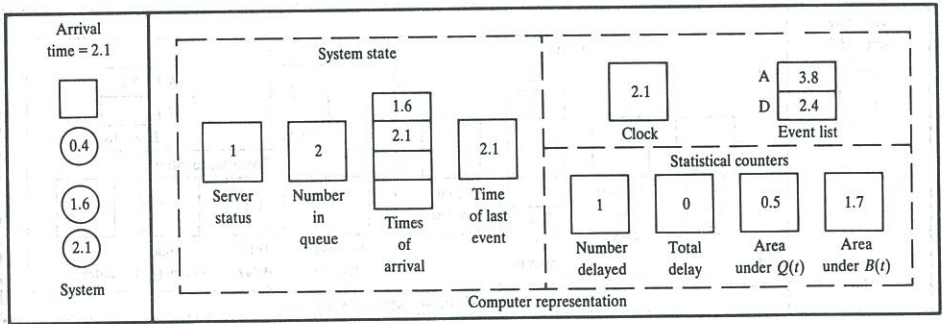 Arrival
time = 2.1
0.4
1.6
2.1
System
System state
1
Server
status
2
Number
in
queue
1.6
2.1
Times
of
arrival
2.1
Time
of last
event
2.1
Clock
A 3.8
D 2.4
Event list
Statistical counters
1
Number
delayed
0
Total
delay
0.5
Area
under Q(t)
1.7
Area
under B(t)
Computer representation